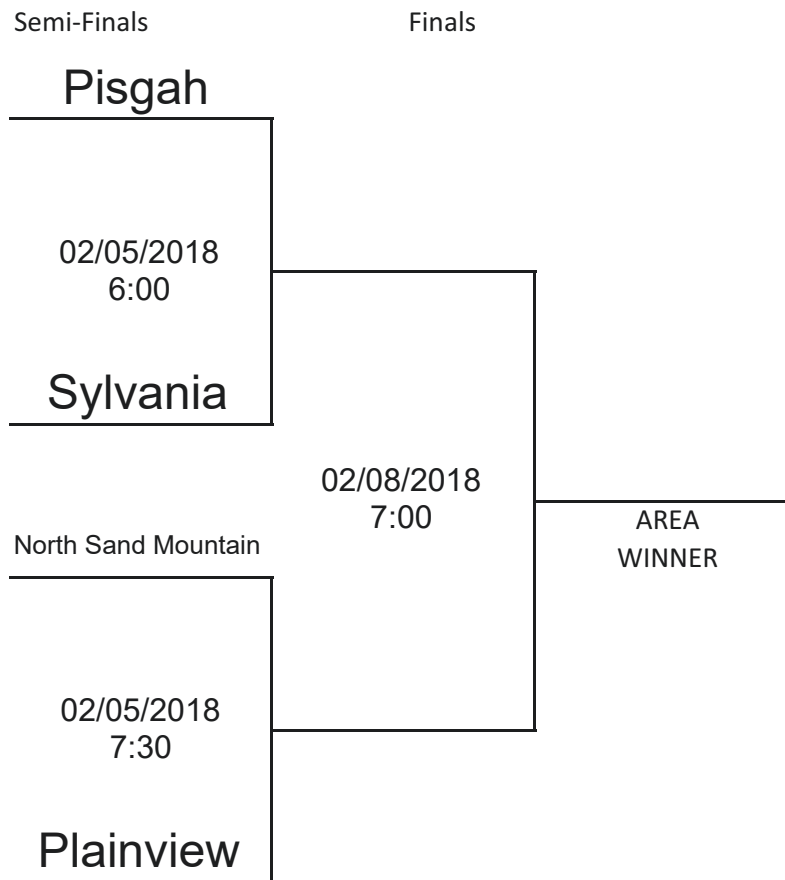 Semi-Finals
Finals
Pisgah
02/05/2018
6:00
Sylvania
02/08/2018
7:00
AREA
WINNER
North Sand Mountain
02/05/2018
7:30
Plainview